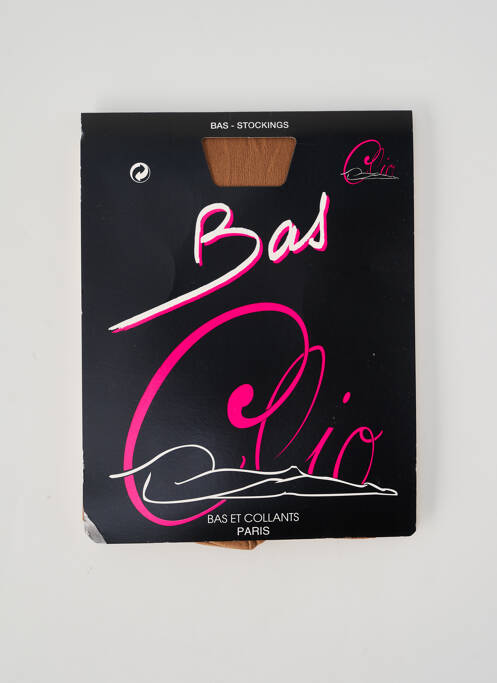 BAS - STOCKINGS
Clio
Bas
Clio
BAS ET COLLANTS
PARIS